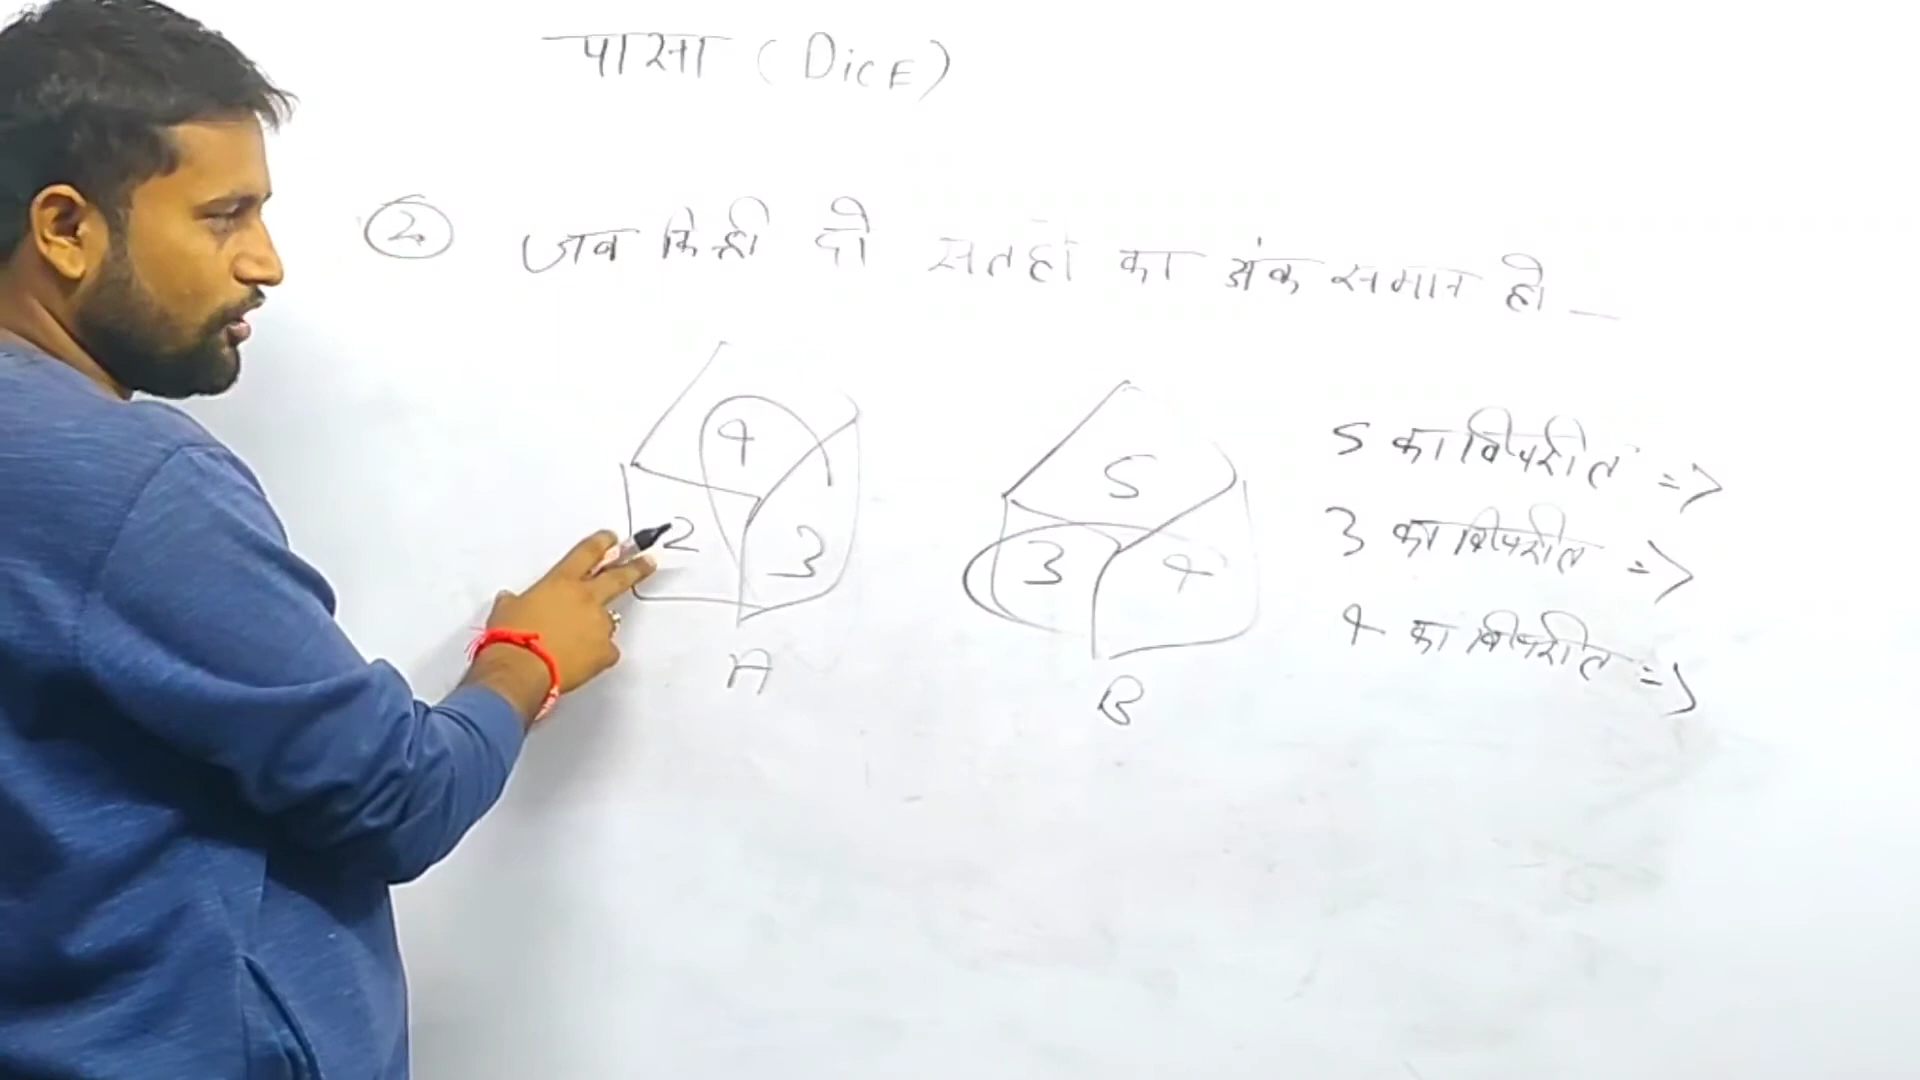 पासा (DicE)
② जब किन्ही दो सतहो का अंक समान हो _
4
2 3
A
5
3 4
B
5 का विपरीत =>
3 का विपरीत =>
4 का विपरीत =>